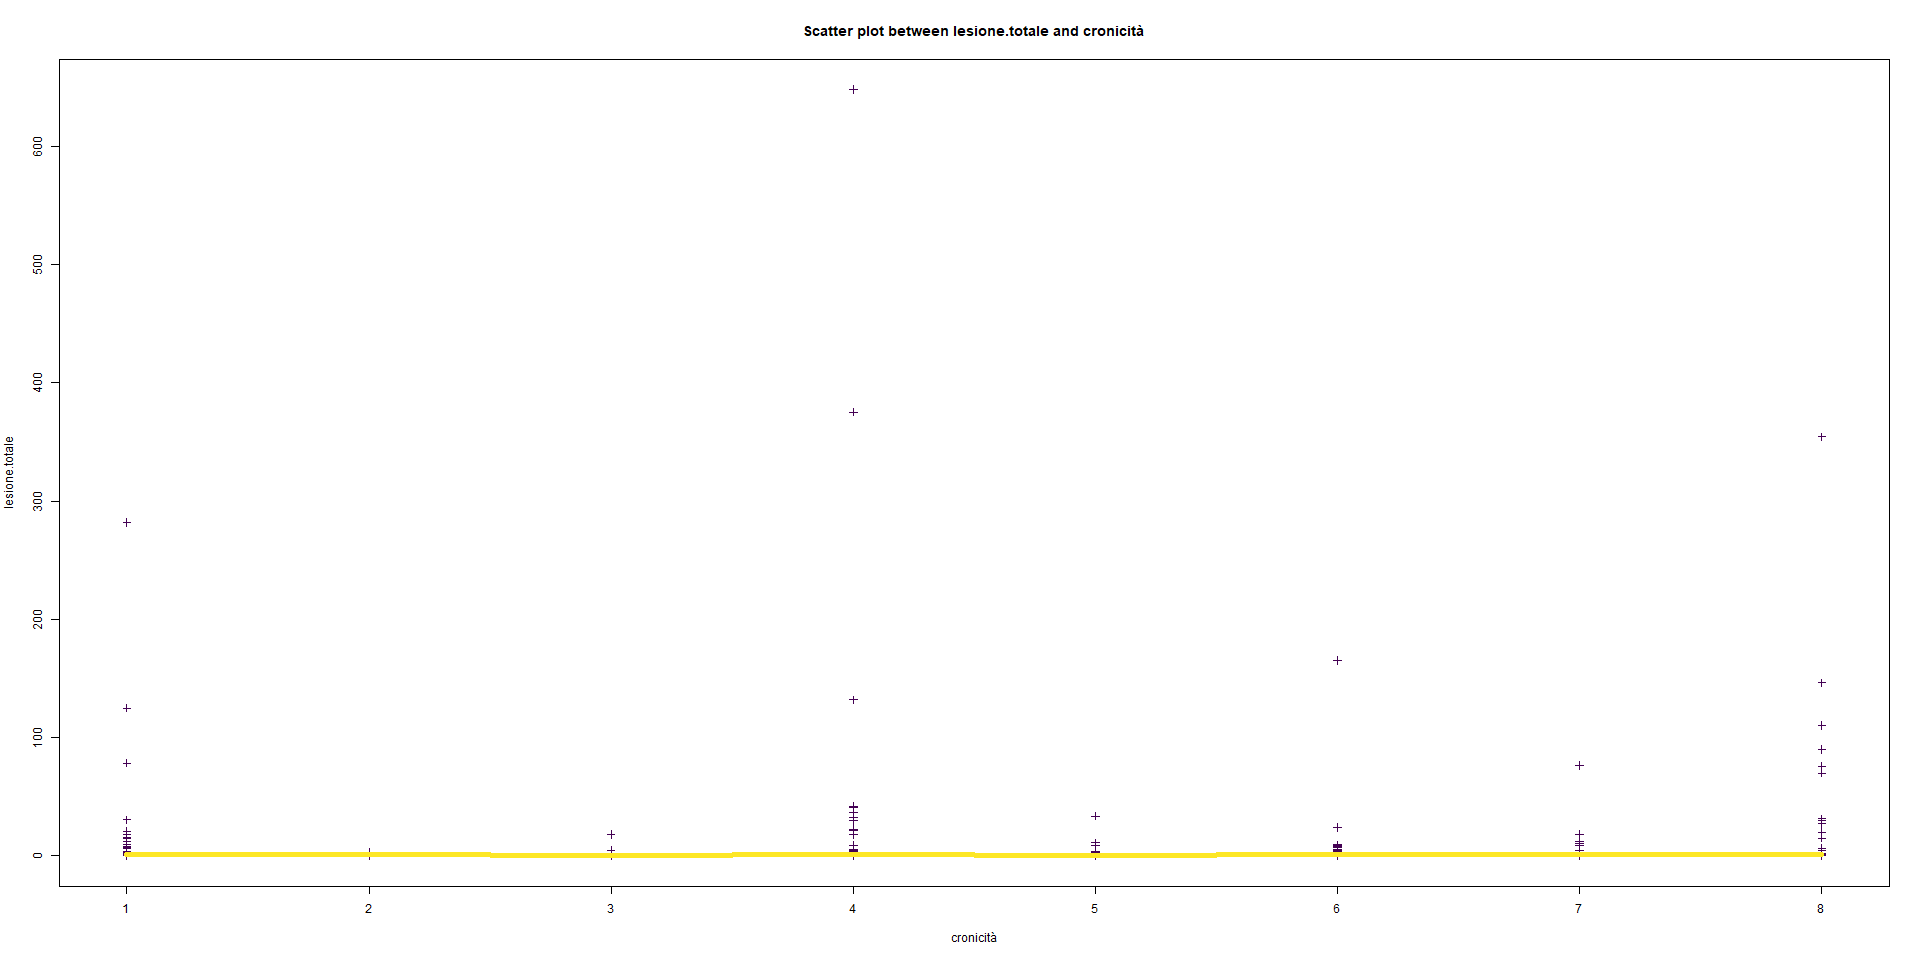 Scatter plot between lesione.totale and cronicità
lesione.totale
600
500
400
300
200
100
0
1 2 3 4 5 6 7 8
cronicità